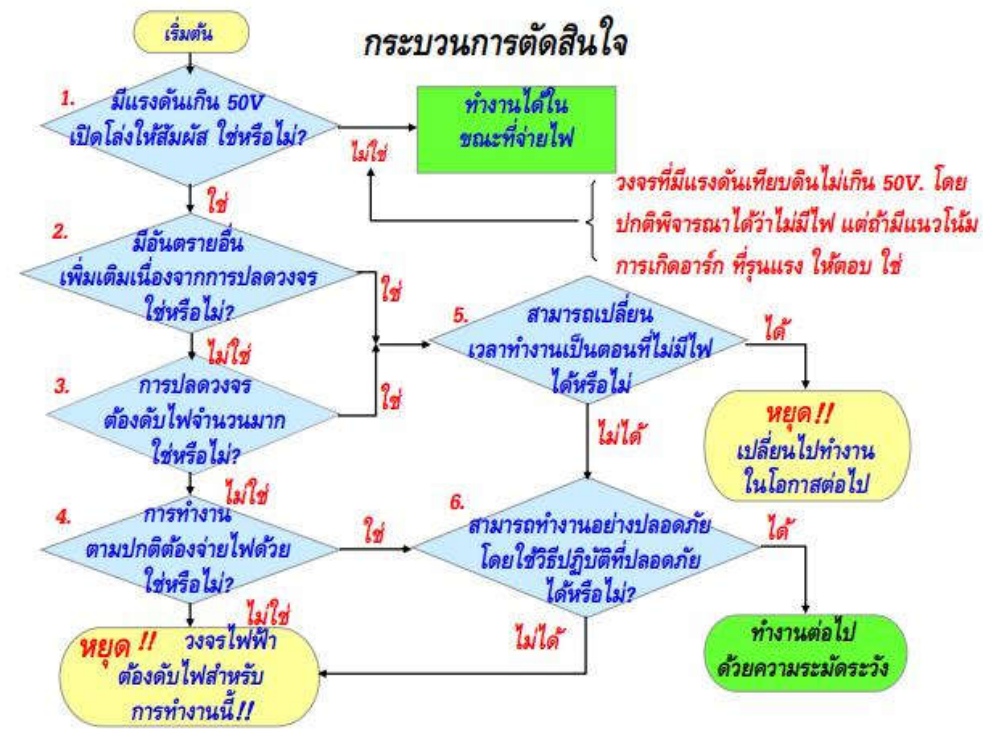 เริ่มต้น
กระบวนการตัดสินใจ
1.
มีแรงดันเกิน 50V
เปิดโล่งให้สัมผัส ใช่หรือไม่?
ทำงานได้ใน
ขณะที่จ่ายไฟ
ไม่ใช่
วงจรที่มีแรงดันเทียบดินไม่เกิน 50V. โดย
ปกติพิจารณาได้ว่าไม่มีไฟ แต่ถ้ามีแนวโน้ม
การเกิดอาร์ก ที่รุนแรง ให้ตอบ ใช่
ใช่
2.
มีอันตรายอื่น
เพิ่มเติมเนื่องจากการปลดวงจร
ใช่หรือไม่?
ใช่
ไม่ใช่
3.
การปลดวงจร
ต้องดับไฟจำนวนมาก
ใช่หรือไม่?
ใช่
ไม่ใช่
4.
การทำงาน
ตามปกติต้องจ่ายไฟด้วย
ใช่หรือไม่?
ใช่
ไม่ใช่
หยุด !! วงจรไฟฟ้า
ต้องดับไฟสำหรับ
การทำงานนี้!!
5.
สามารถเปลี่ยน
เวลาทำงานเป็นตอนที่ไม่มีไฟ
ได้หรือไม่
ได้
หยุด!!
เปลี่ยนไปทำงาน
ในโอกาสต่อไป
ไม่ได้
6.
สามารถทำงานอย่างปลอดภัย
โดยใช้วิธีปฏิบัติที่ปลอดภัย
ได้หรือไม่?
ได้
ไม่ได้
ทำงานต่อไป
ด้วยความระมัดระวัง